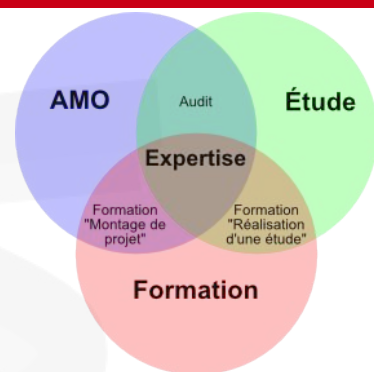 AMO
Audit
Étude
Expertise
Formation
"Montage de
projet"
Formation
"Réalisation
d'une étude"
Formation